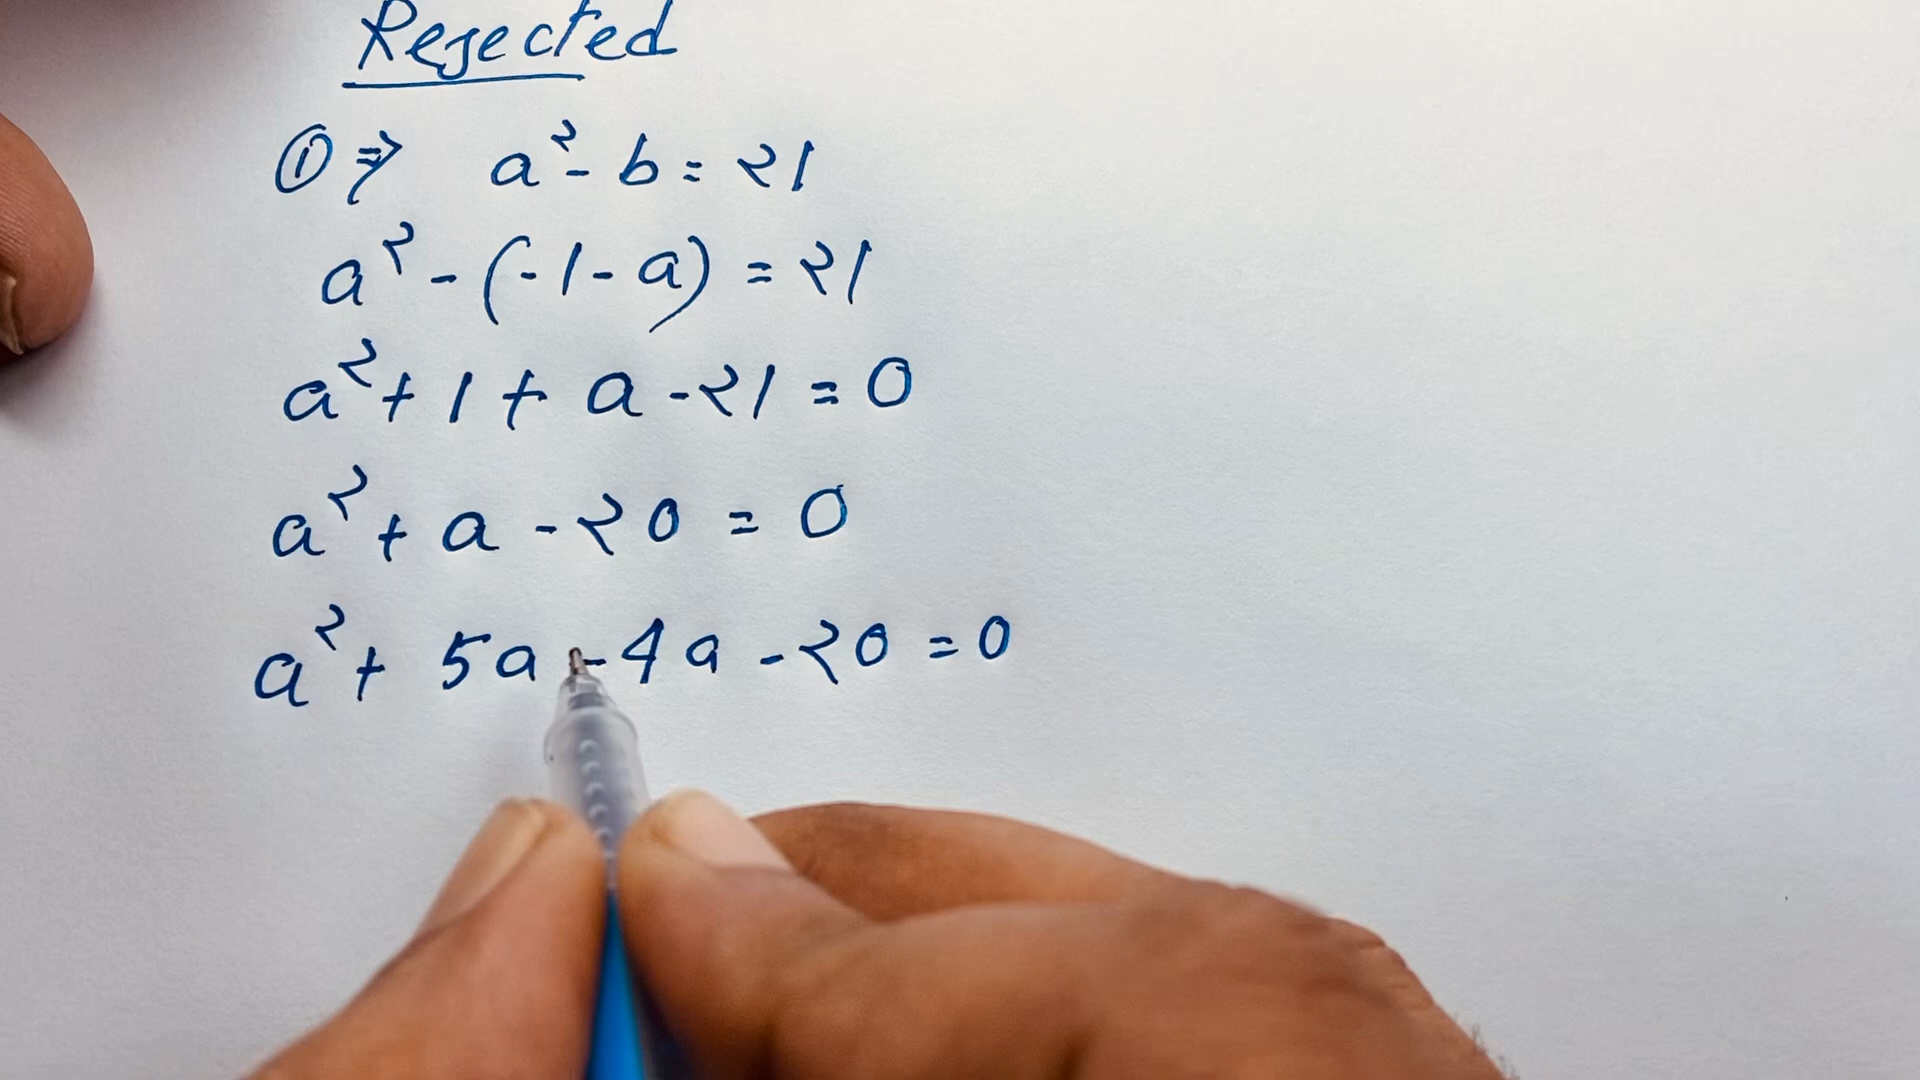 Rejected
① ⇒ a² - b = 21
a² - (-1 - a) = 21
a² + 1 + a - 21 = 0
a² + a - 20 = 0
a² + 5a - 4a - 20 = 0